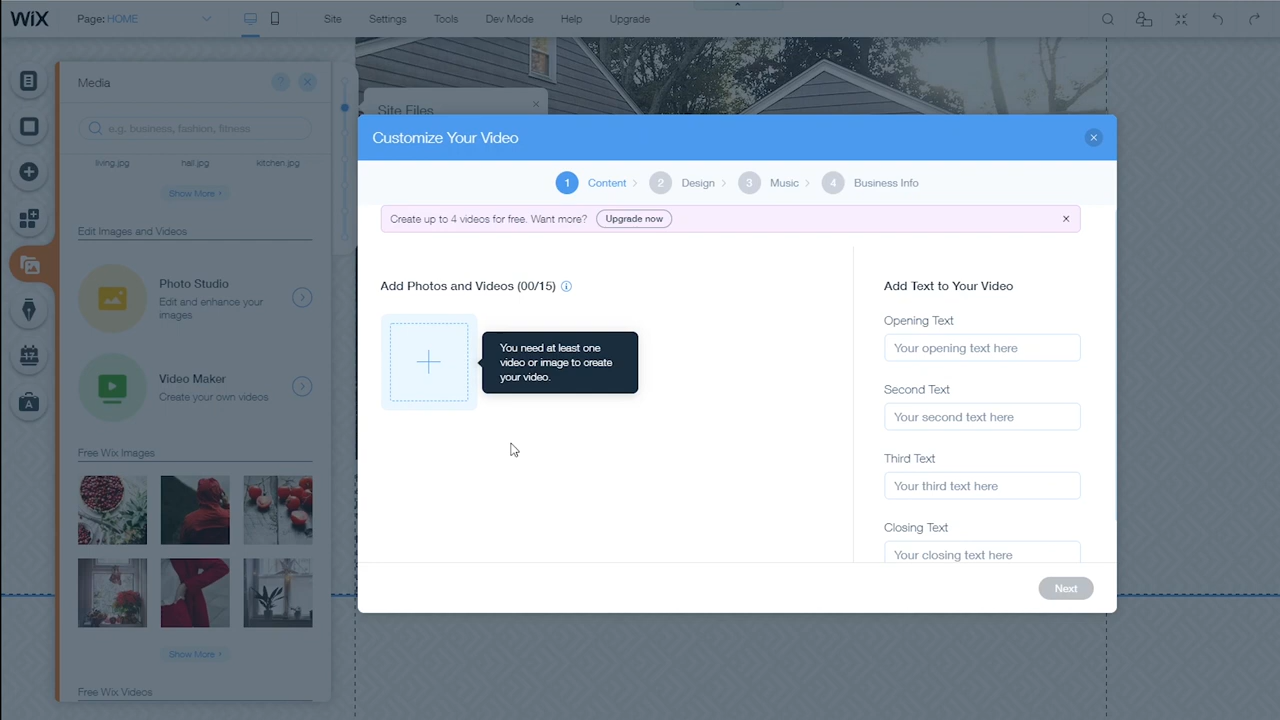 WiX
Page: HOME
Site
Settings
Tools
Dev Mode
Help
Upgrade
Media
e.g. business, fashion, fitness
living.jpg
hall.jpg
kitchen.jpg
Show More ›
Edit Images and Videos
Photo Studio
Edit and enhance your
images
Video Maker
Create your own videos
Free Wix Images
Show More ›
Free Wix Videos
Site Files
Customize Your Video
1 Content
2 Design
3 Music
4 Business Info
Create up to 4 videos for free. Want more? Upgrade now
Add Photos and Videos (00/15)
You need at least one
video or image to create
your video.
Add Text to Your Video
Opening Text
Your opening text here
Second Text
Your second text here
Third Text
Your third text here
Closing Text
Your closing text here
Next